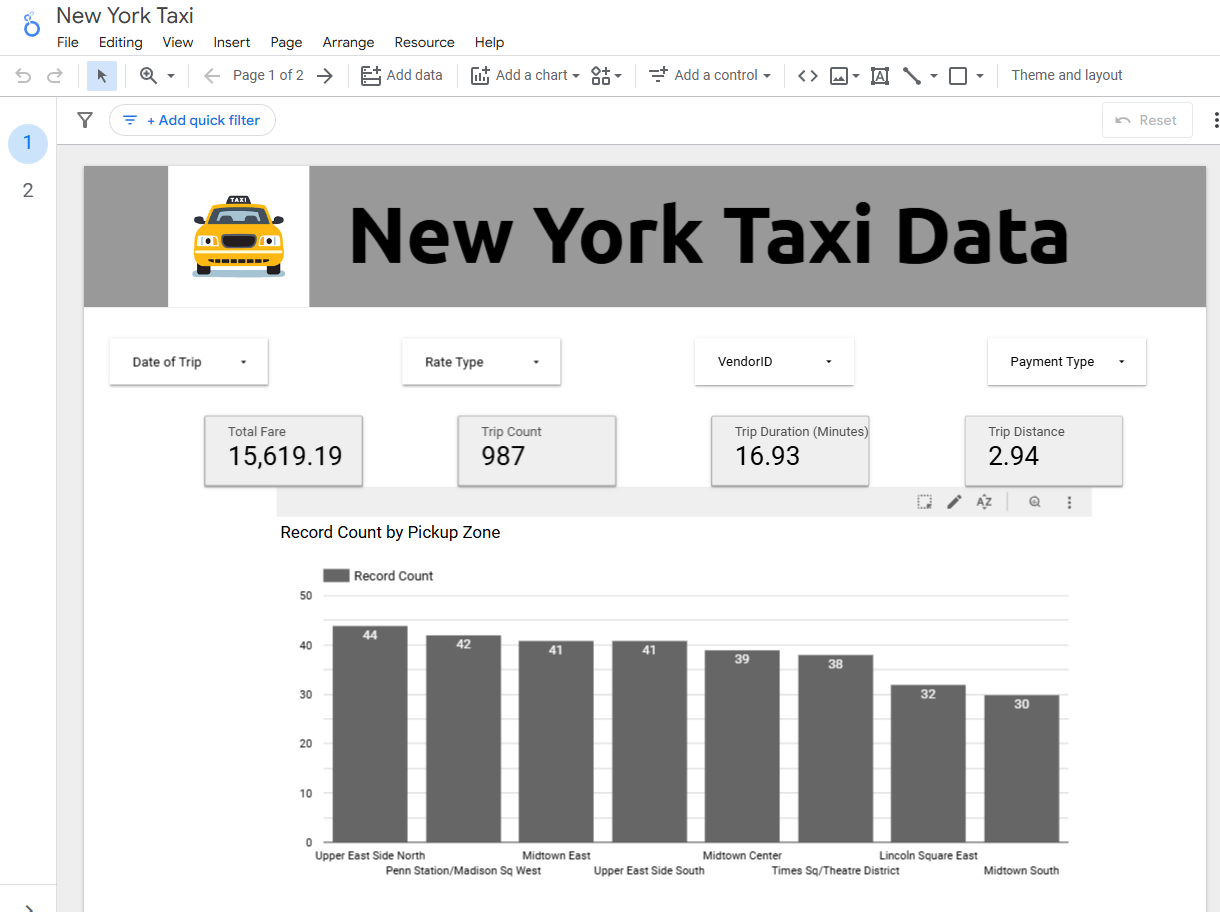 New York Taxi
File Editing View Insert Page Arrange Resource Help
Page 1 of 2 Add data Add a chart Add a control Theme and layout
+ Add quick filter Reset
1
2
TAXI
New York Taxi Data
Date of Trip Rate Type VendorID Payment Type
Total Fare Trip Count Trip Duration (Minutes) Trip Distance
15,619.19 987 16.93 2.94
AZ
Record Count by Pickup Zone
Record Count
50
44 42 41 41 39 38 32 30
40
30
20
10
0
Upper East Side North Midtown East Midtown Center Lincoln Square East
Penn Station/Madison Sq West Upper East Side South Times Sq/Theatre District Midtown South